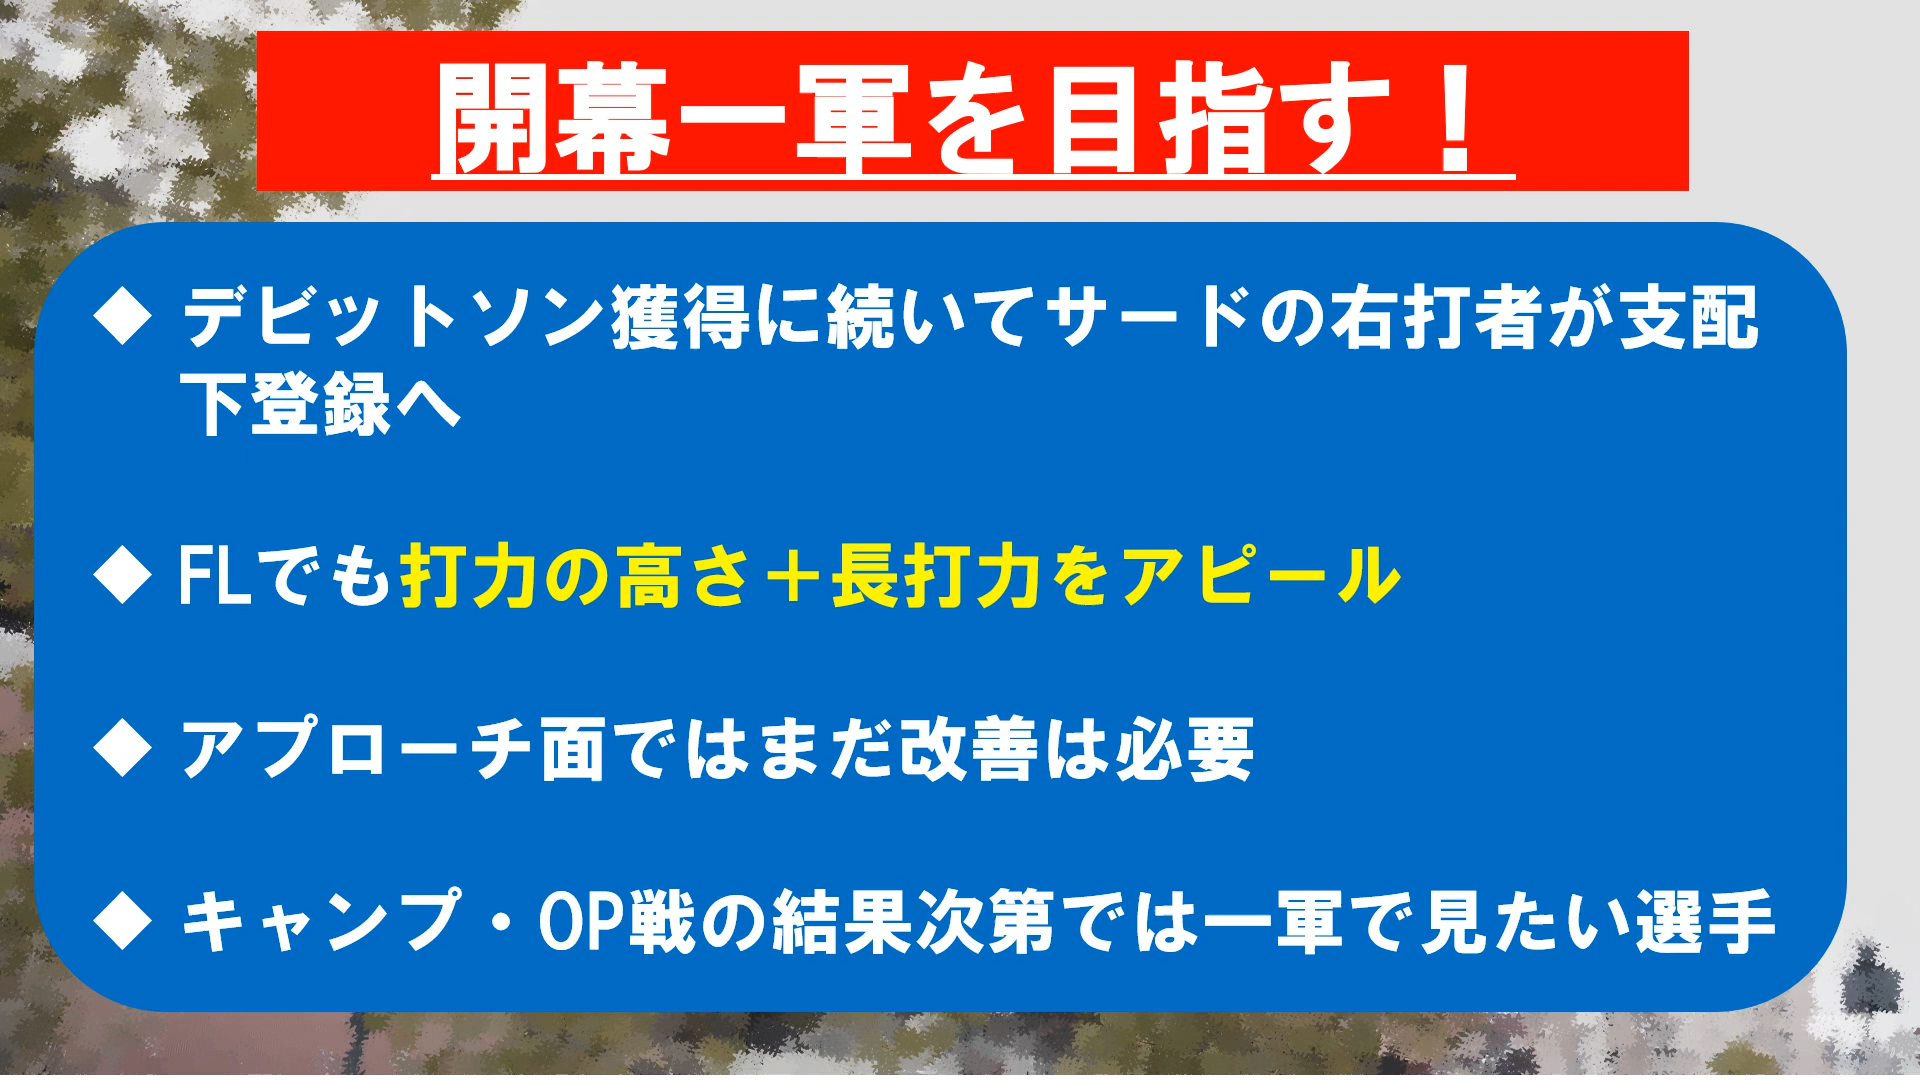 開幕一軍を目指す！
◆ デビットソン獲得に続いてサードの右打者が支配
下登録へ
◆ FLでも打力の高さ＋長打力をアピール
◆ アプローチ面ではまだ改善は必要
◆ キャンプ・OP戦の結果次第では一軍で見たい選手